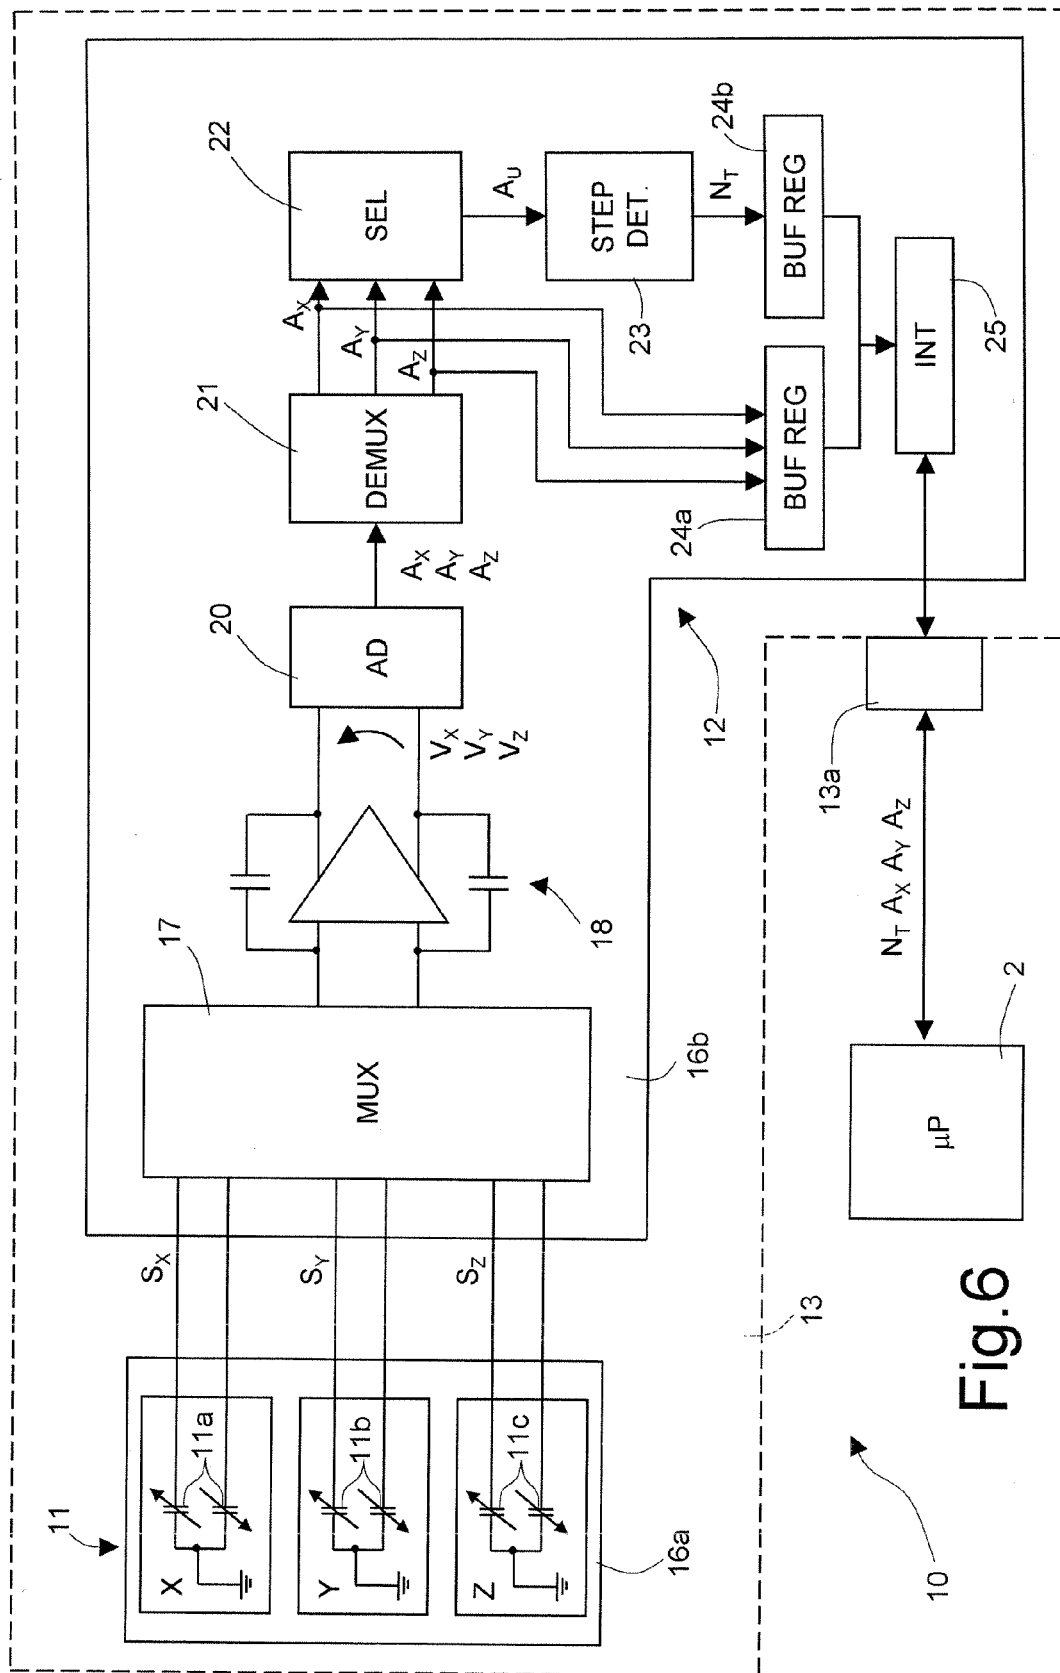 11
X
11a
Y
11b
Z
11c
16a
S_X
S_Y
S_Z
17
MUX
16b
18
V_X
V_Y
V_Z
20
AD
A_X
A_Y
A_Z
21
DEMUX
A_X
A_Y
A_Z
22
SEL
A_U
STEP
DET.
23
N_T
24a
BUF REG
24b
BUF REG
INT
25
12
13
13a
N_T A_X A_Y A_Z
2
µP
10
Fig.6